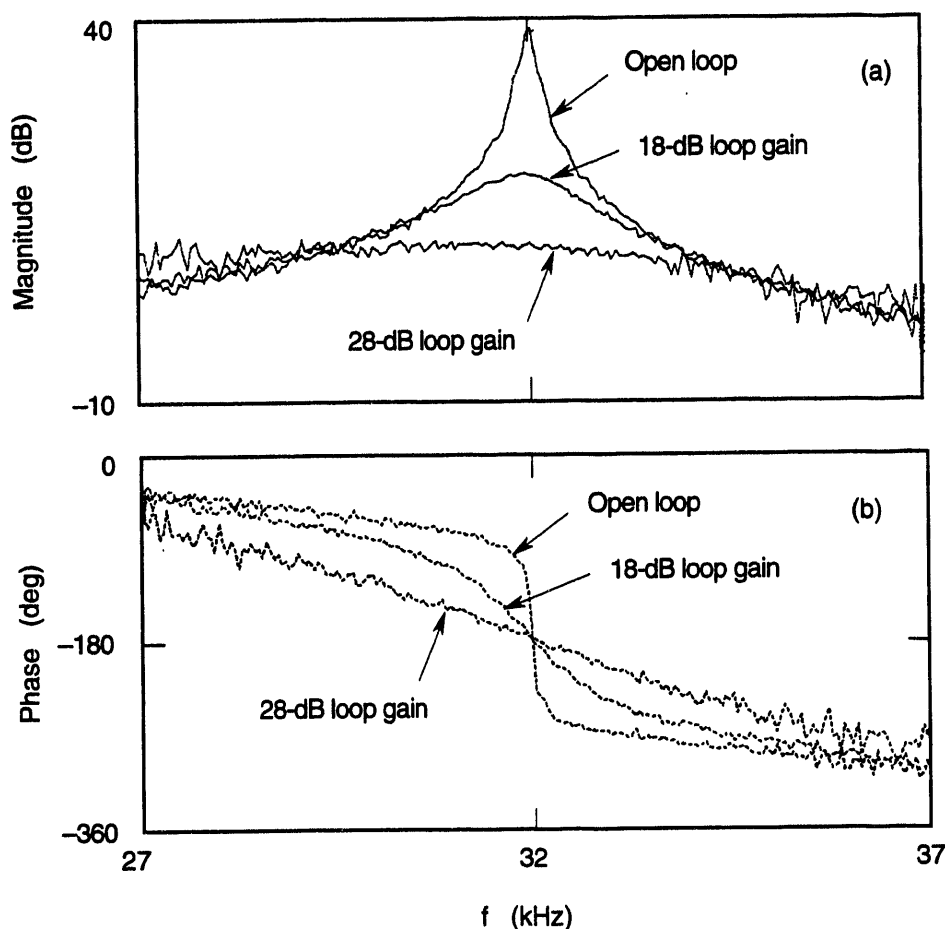 40
Open loop
(a)
18-dB loop gain
Magnitude (dB)
28-dB loop gain
–10
0
Open loop
(b)
18-dB loop gain
Phase (deg)
–180
28-dB loop gain
–360
27
32
37
f (kHz)